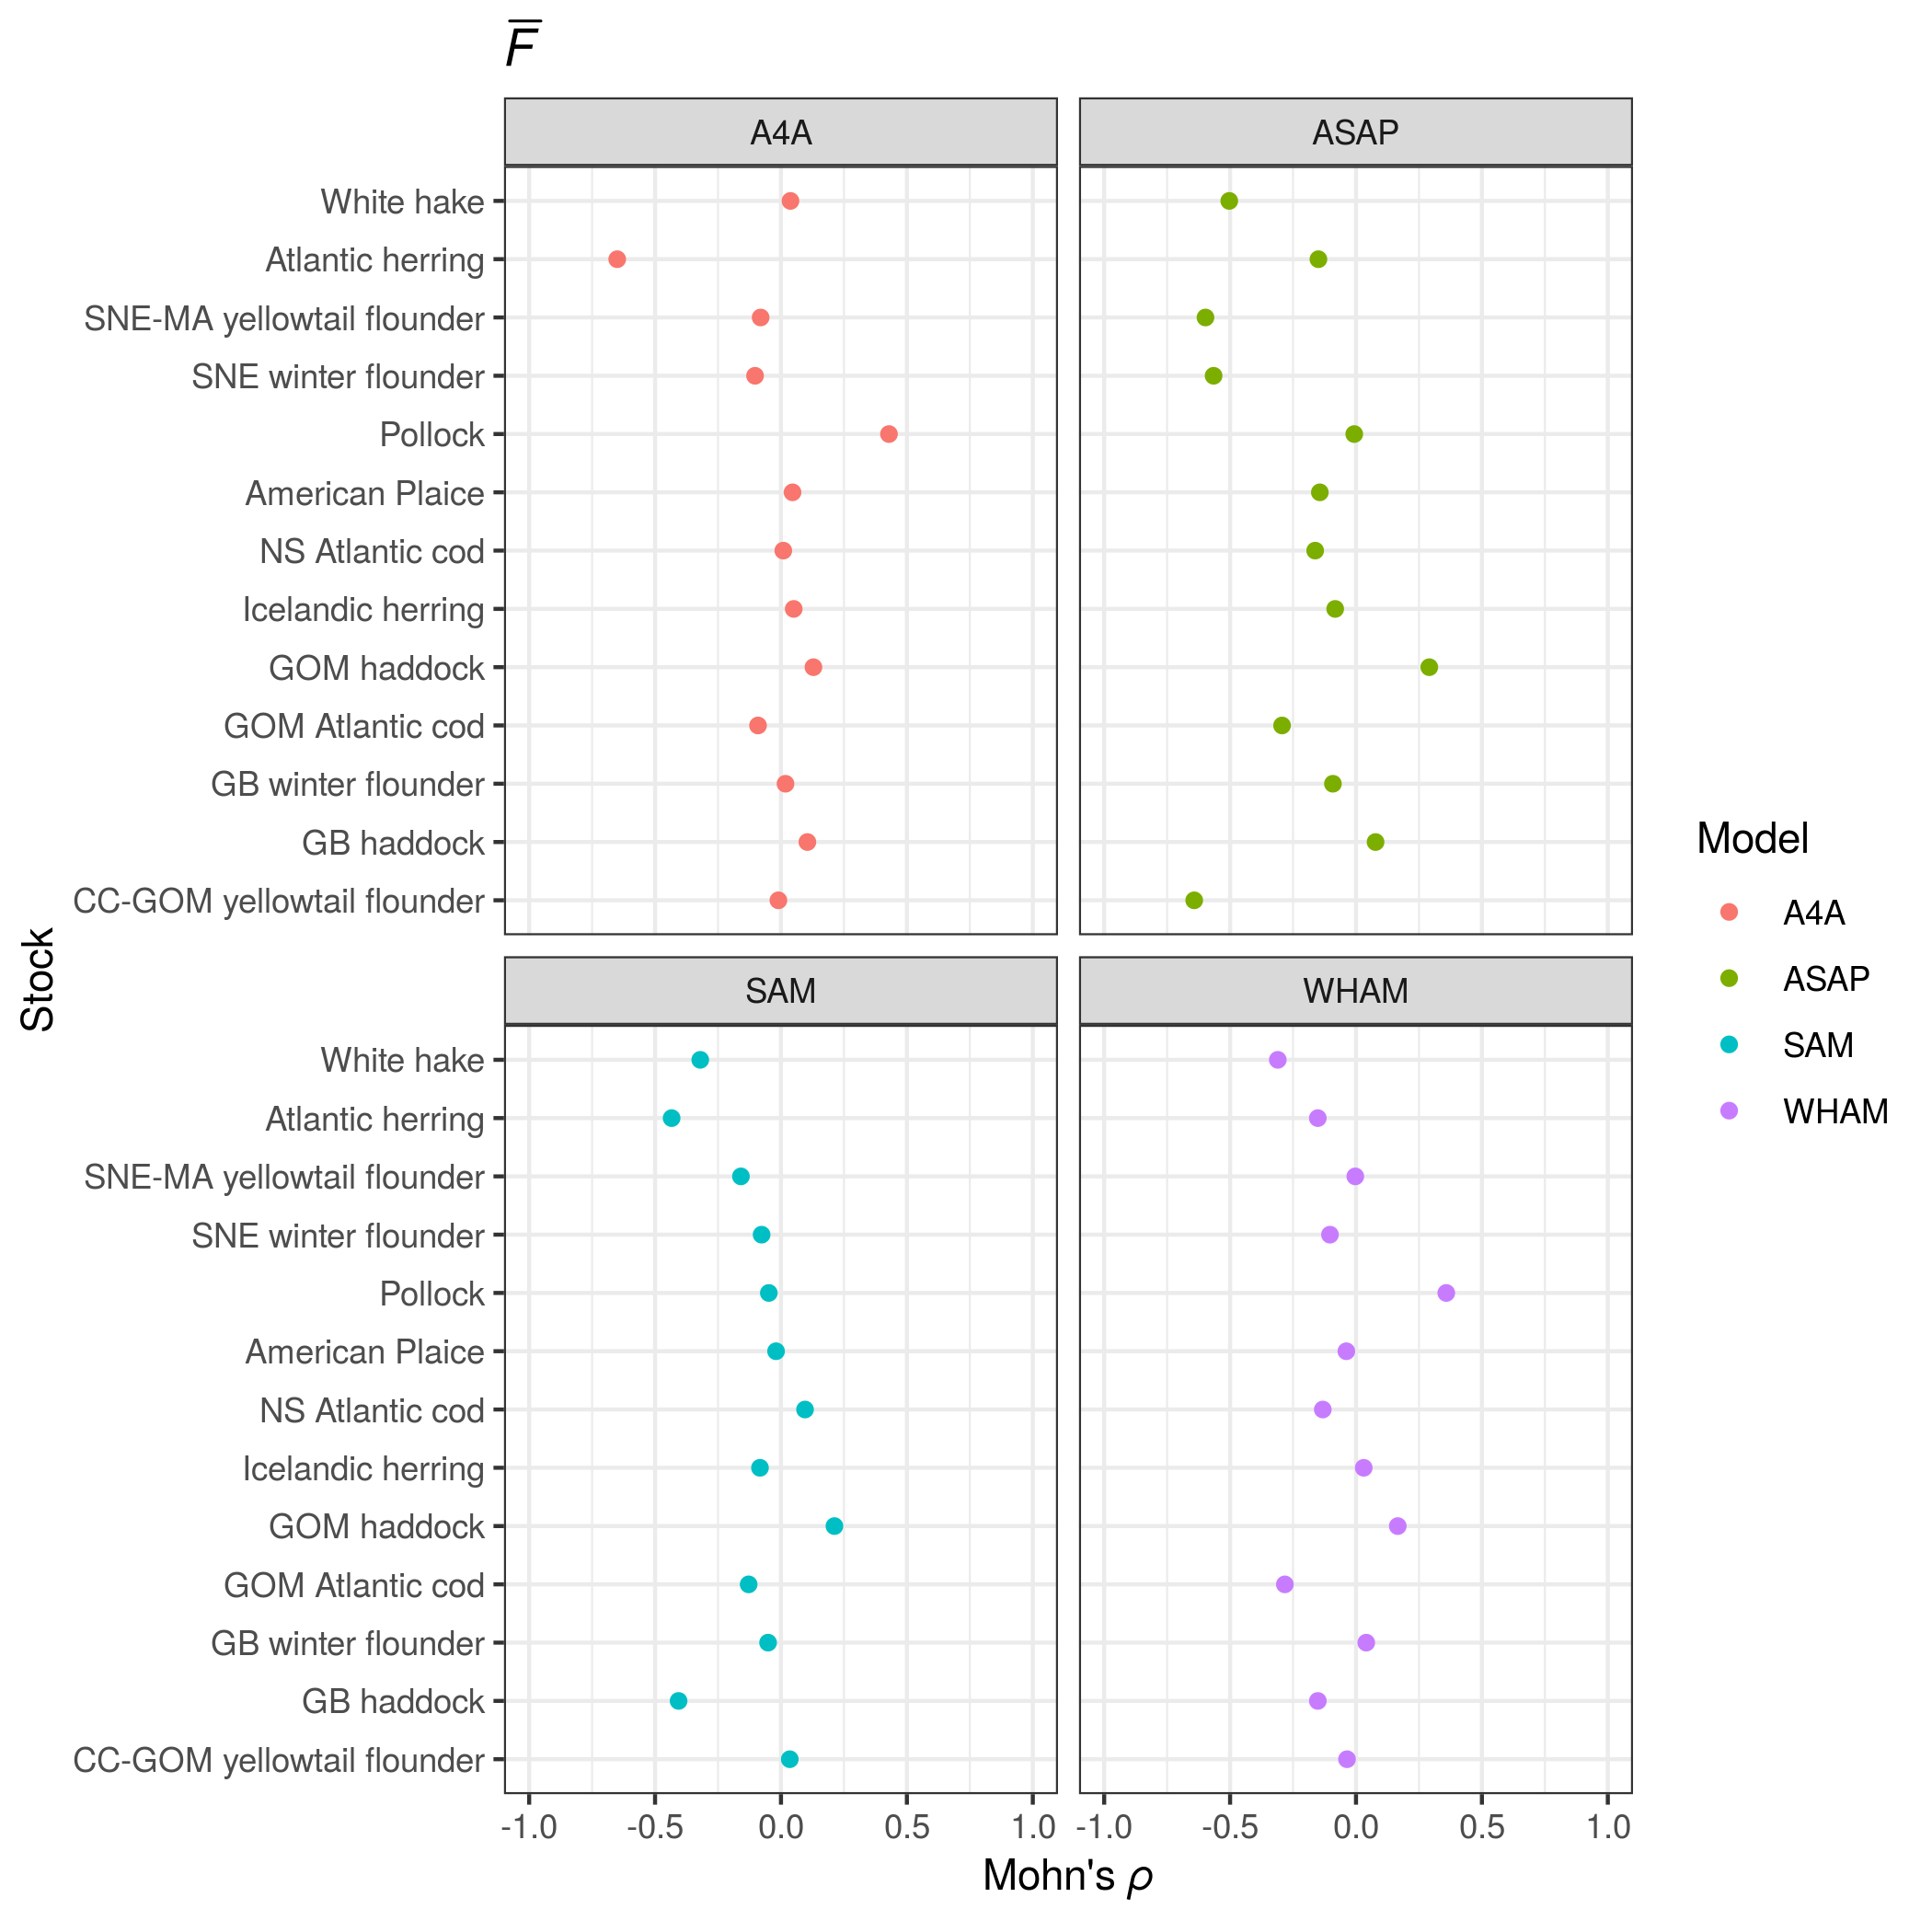 F̅
A4A
ASAP
White hake
Atlantic herring
SNE-MA yellowtail flounder
SNE winter flounder
Pollock
American Plaice
NS Atlantic cod
Icelandic herring
GOM haddock
GOM Atlantic cod
GB winter flounder
GB haddock
CC-GOM yellowtail flounder
SAM
WHAM
White hake
Atlantic herring
SNE-MA yellowtail flounder
SNE winter flounder
Pollock
American Plaice
NS Atlantic cod
Icelandic herring
GOM haddock
GOM Atlantic cod
GB winter flounder
GB haddock
CC-GOM yellowtail flounder
-1.0 -0.5 0.0 0.5 1.0
-1.0 -0.5 0.0 0.5 1.0
Mohn's ρ
Stock
Model
A4A
ASAP
SAM
WHAM